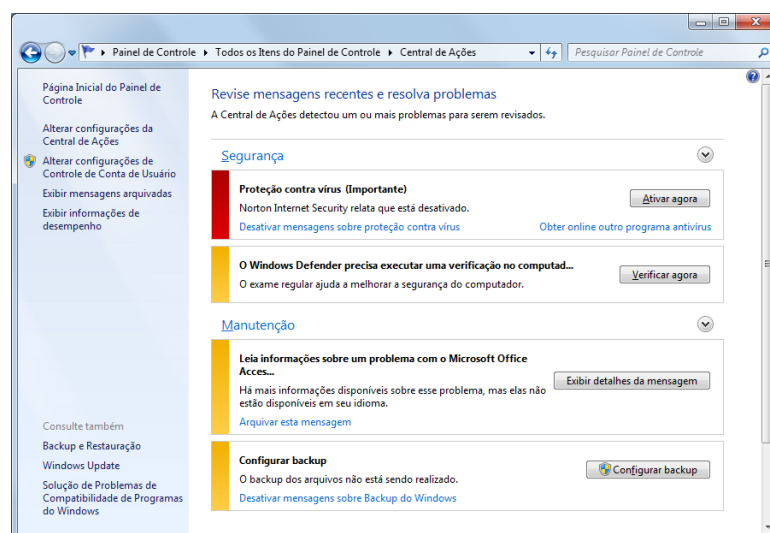 Painel de Controle Todos os Itens do Painel de Controle Central de Ações Pesquisar Painel de Controle
Página Inicial do Painel de
Controle
Alterar configurações da
Central de Ações
Alterar configurações de
Controle de Conta de Usuário
Exibir mensagens arquivadas
Exibir informações de
desempenho
Consulte também
Backup e Restauração
Windows Update
Solução de Problemas de
Compatibilidade de Programas
do Windows
Revise mensagens recentes e resolva problemas
A Central de Ações detectou um ou mais problemas para serem revisados.
Segurança
Proteção contra vírus (Importante)
Norton Internet Security relata que está desativado.
Ativar agora
Desativar mensagens sobre proteção contra vírus Obter online outro programa antivírus
O Windows Defender precisa executar uma verificação no computad...
O exame regular ajuda a melhorar a segurança do computador.
Verificar agora
Manutenção
Leia informações sobre um problema com o Microsoft Office
Acces...
Há mais informações disponíveis sobre esse problema, mas elas não
estão disponíveis em seu idioma.
Exibir detalhes da mensagem
Arquivar esta mensagem
Configurar backup
O backup dos arquivos não está sendo realizado.
Configurar backup
Desativar mensagens sobre Backup do Windows